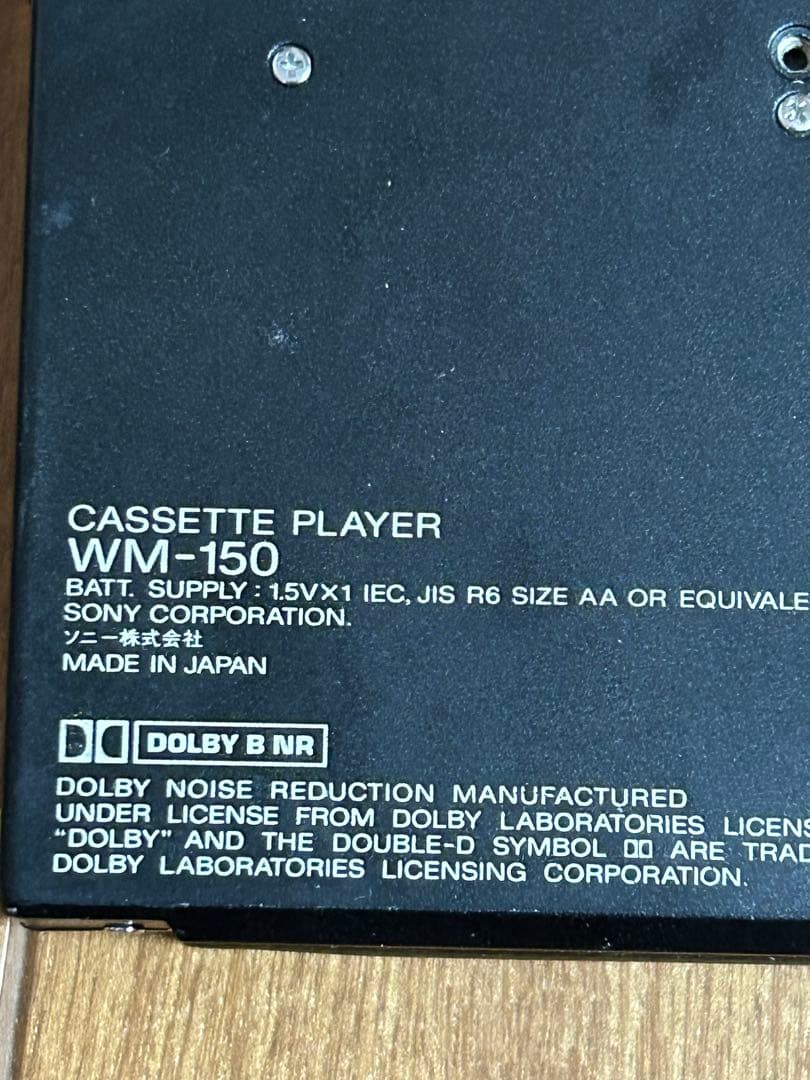 CASSETTE PLAYER
WM-150
BATT. SUPPLY : 1.5VX1 IEC, JIS R6 SIZE AA OR EQUIVALE
SONY CORPORATION.
ソニー株式会社
MADE IN JAPAN
DOLBY B NR
DOLBY NOISE REDUCTION MANUFACTURED
UNDER LICENSE FROM DOLBY LABORATORIES LICENS
"DOLBY" AND THE DOUBLE-D SYMBOL ARE TRAD
DOLBY LABORATORIES LICENSING CORPORATION.